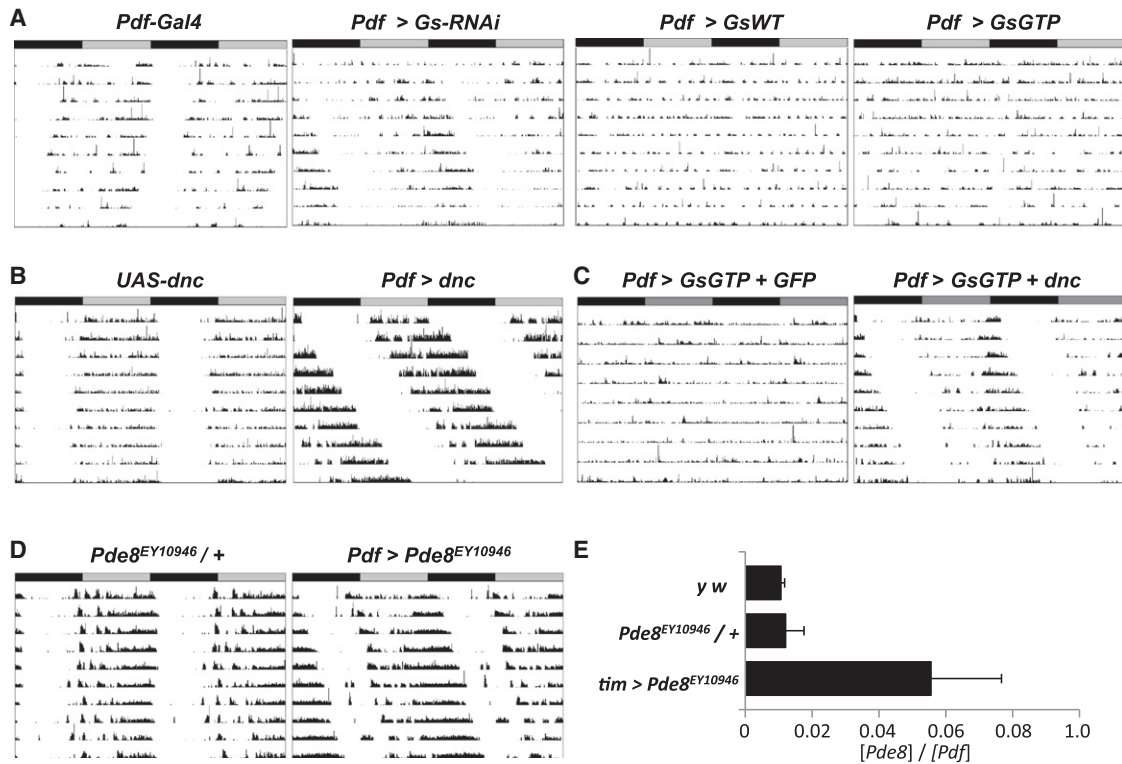 A
Pdf-Gal4
Pdf > Gs-RNAi
Pdf > GsWT
Pdf > GsGTP
B
UAS-dnc
Pdf > dnc
C
Pdf > GsGTP + GFP
Pdf > GsGTP + dnc
D
Pde8EY10946 / +
Pdf > Pde8EY10946
E
y w
Pde8EY10946 / +
tim > Pde8EY10946
0 0.02 0.04 0.06 0.08 1.0
[Pde8] / [Pdf]